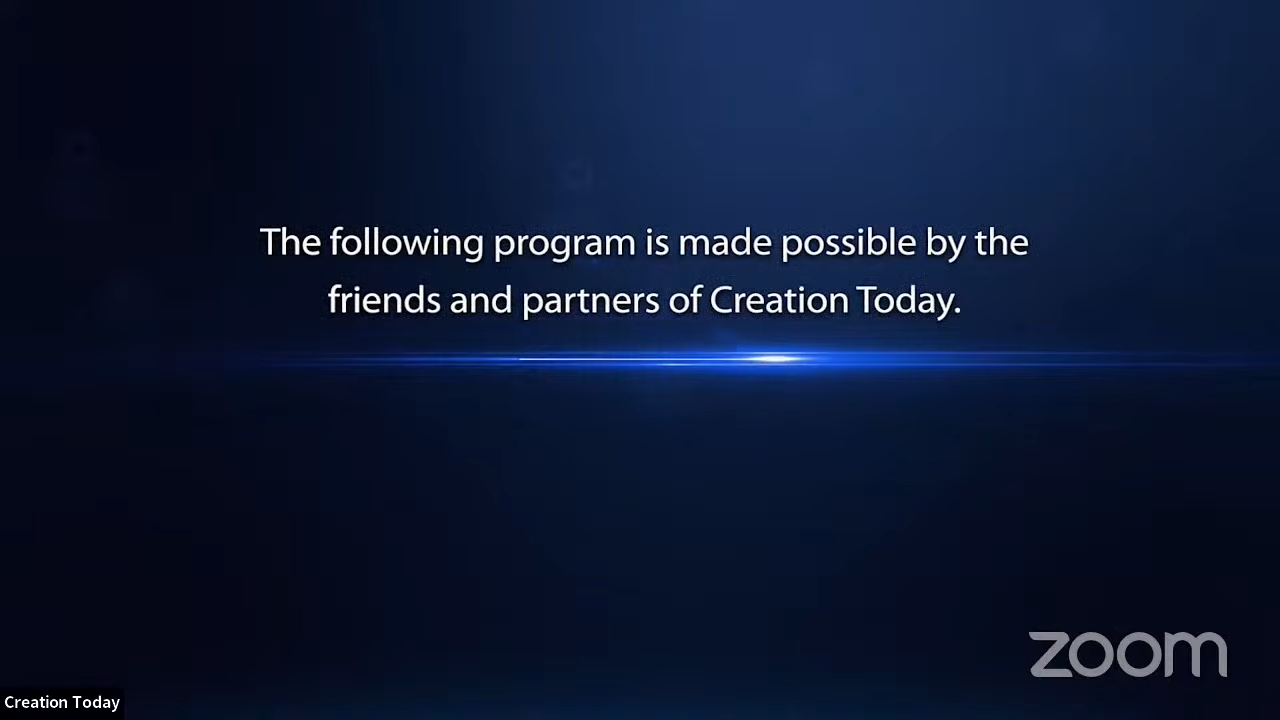 The following program is made possible by the
friends and partners of Creation Today.
zoom
Creation Today